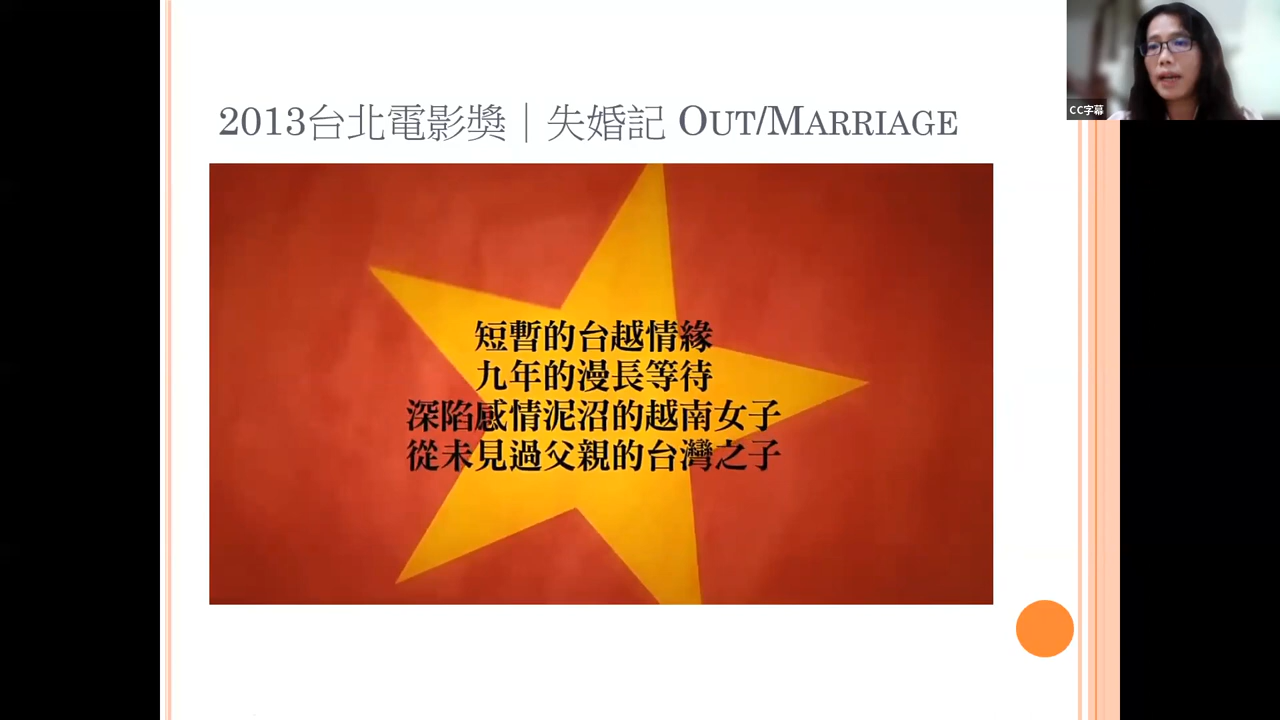 2013台北電影獎│失婚記 OUT/MARRIAGE
CC字幕
短暫的台越情緣
九年的漫長等待
深陷感情泥沼的越南女子
從未見過父親的台灣之子